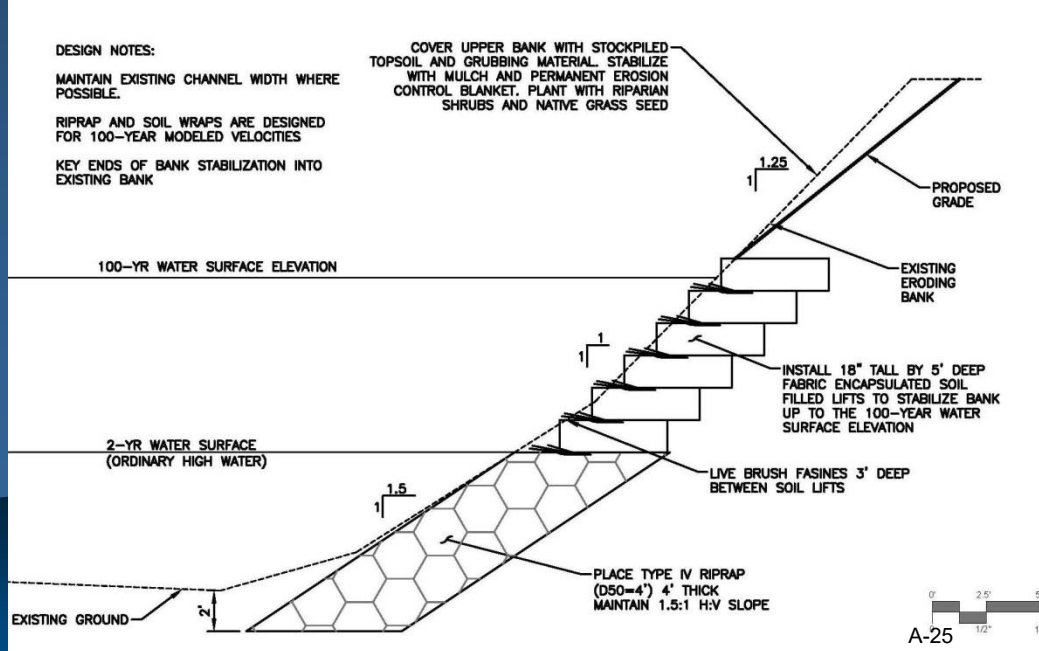 DESIGN NOTES:
MAINTAIN EXISTING CHANNEL WIDTH WHERE
POSSIBLE.
RIPRAP AND SOIL WRAPS ARE DESIGNED
FOR 100-YEAR MODELED VELOCITIES
KEY ENDS OF BANK STABILIZATION INTO
EXISTING BANK
COVER UPPER BANK WITH STOCKPILED
TOPSOIL AND GRUBBING MATERIAL. STABILIZE
WITH MULCH AND PERMANENT EROSION
CONTROL BLANKET. PLANT WITH RIPARIAN
SHRUBS AND NATIVE GRASS SEED
1.25
1
PROPOSED
GRADE
100-YR WATER SURFACE ELEVATION
EXISTING
ERODING
BANK
1
1
INSTALL 18" TALL BY 5' DEEP
FABRIC ENCAPSULATED SOIL
FILLED LIFTS TO STABILIZE BANK
UP TO THE 100-YEAR WATER
SURFACE ELEVATION
2-YR WATER SURFACE
(ORDINARY HIGH WATER)
LIVE BRUSH FASINES 3' DEEP
BETWEEN SOIL LIFTS
1.5
1
PLACE TYPE IV RIPRAP
(D50=4') 4' THICK
MAINTAIN 1.5:1 H:V SLOPE
2'
EXISTING GROUND
0' 2.5' 5
1/2" 1
A-25